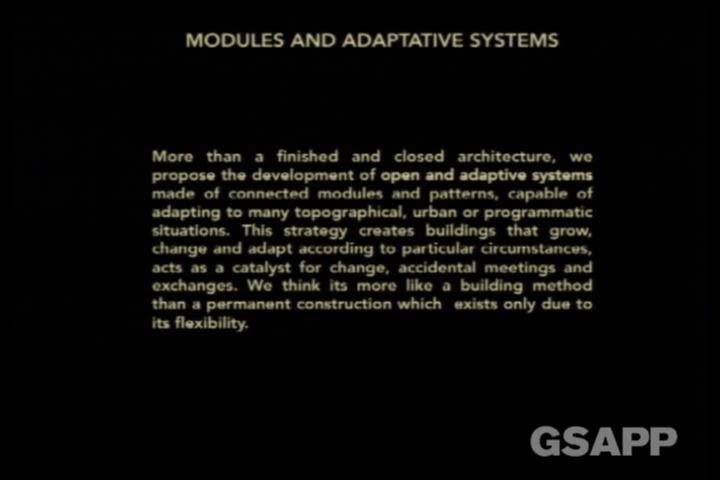 MODULES AND ADAPTATIVE SYSTEMS
More than a finished and closed architecture, we
propose the development of open and adaptive systems
made of connected modules and patterns, capable of
adapting to many topographical, urban or programmatic
situations. This strategy creates buildings that grow,
change and adapt according to particular circumstances,
acts as a catalyst for change, accidental meetings and
exchanges. We think its more like a building method
than a permanent construction which exists only due to
its flexibility.
GSAPP